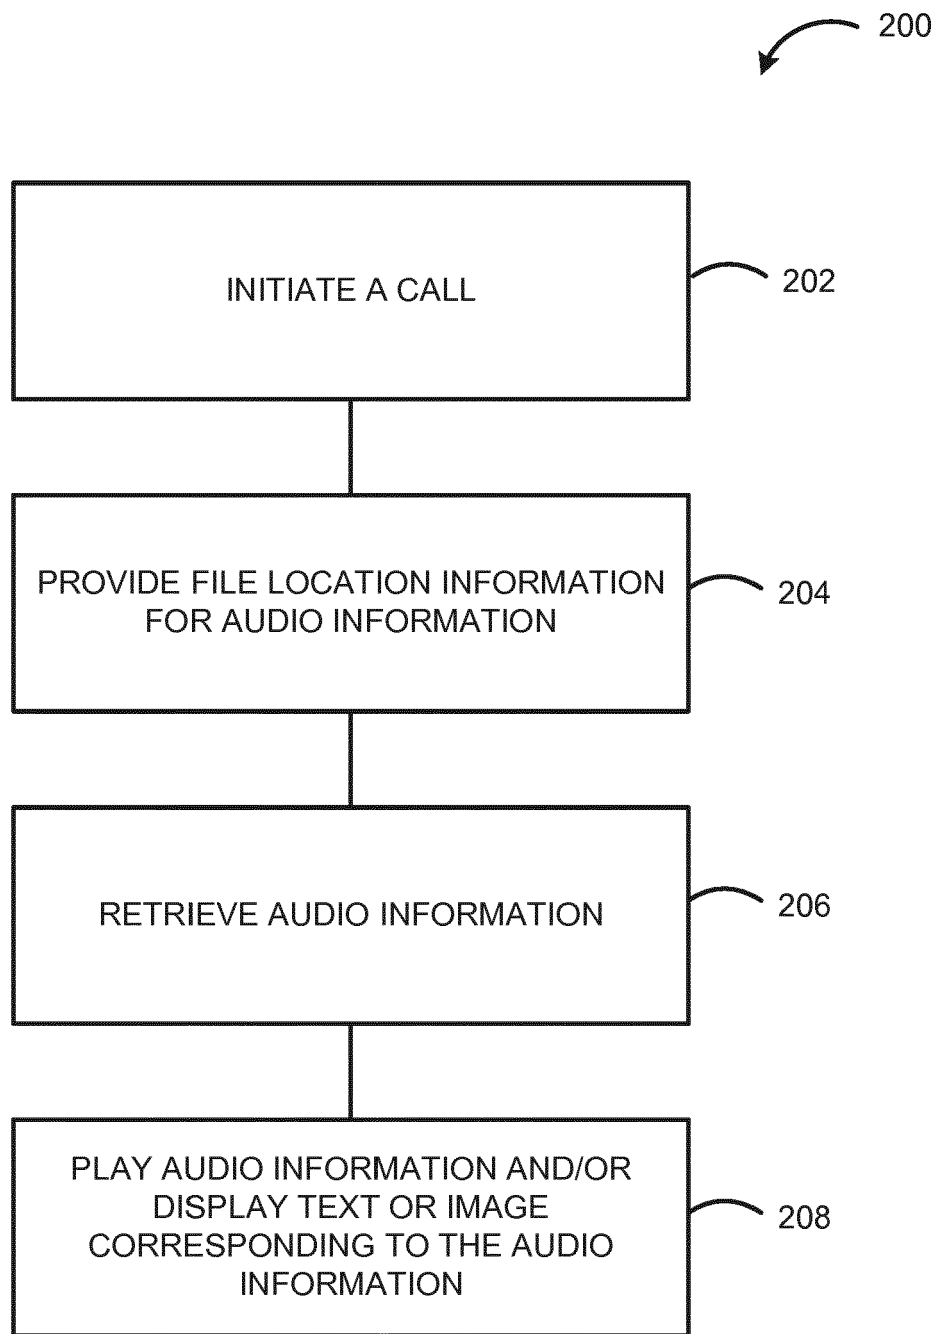 200
INITIATE A CALL
202
PROVIDE FILE LOCATION INFORMATION
FOR AUDIO INFORMATION
204
RETRIEVE AUDIO INFORMATION
206
PLAY AUDIO INFORMATION AND/OR
DISPLAY TEXT OR IMAGE
CORRESPONDING TO THE AUDIO
INFORMATION
208